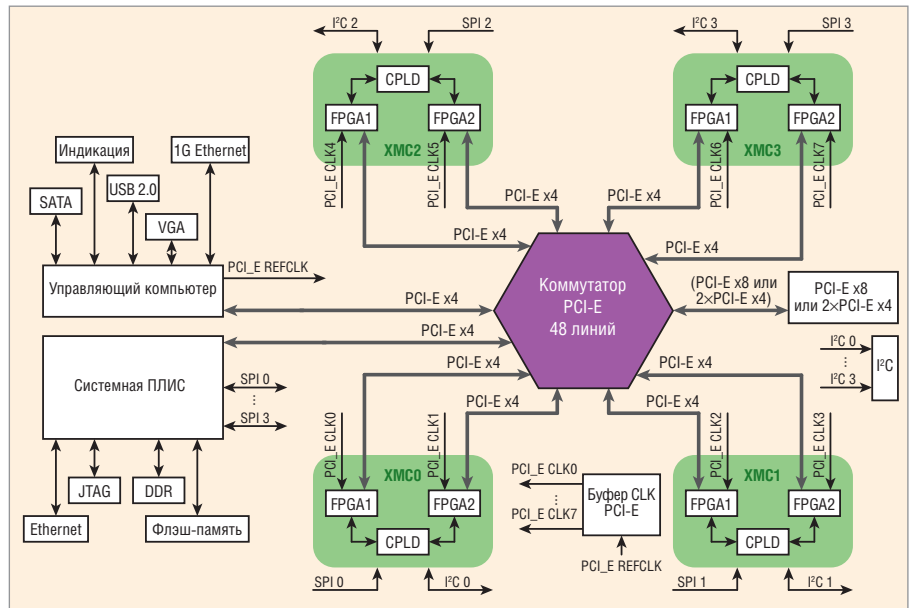 I²C 2
SPI 2
I²C 3
SPI 3
CPLD
FPGA1
FPGA2
XMC2
PCI_E CLK4
PCI_E CLK5
CPLD
FPGA1
FPGA2
XMC3
PCI_E CLK6
PCI_E CLK7
Индикация
1G Ethernet
SATA
USB 2.0
VGA
PCI_E REFCLK
Управляющий компьютер
PCI-E x4
PCI-E x4
PCI-E x4
PCI-E x4
PCI-E x4
PCI-E x4
Коммутатор
PCI-E
48 линий
(PCI-E x8 или
2×PCI-E x4)
PCI-E x8
или 2×PCI-E x4
Системная ПЛИС
SPI 0
⋮
SPI 3
I²C 0
⋮
I²C 3
I²C
PCI-E x4
PCI-E x4
PCI-E x4
PCI-E x4
JTAG
DDR
Ethernet
Флэш-память
PCI_E CLK0
PCI_E CLK1
XMC0
FPGA1
FPGA2
CPLD
SPI 0
I²C 0
PCI_E CLK0
⋮
PCI_E CLK7
Буфер CLK
PCI-E
PCI_E REFCLK
PCI_E CLK2
PCI_E CLK3
XMC1
FPGA1
FPGA2
CPLD
SPI 1
I²C 1